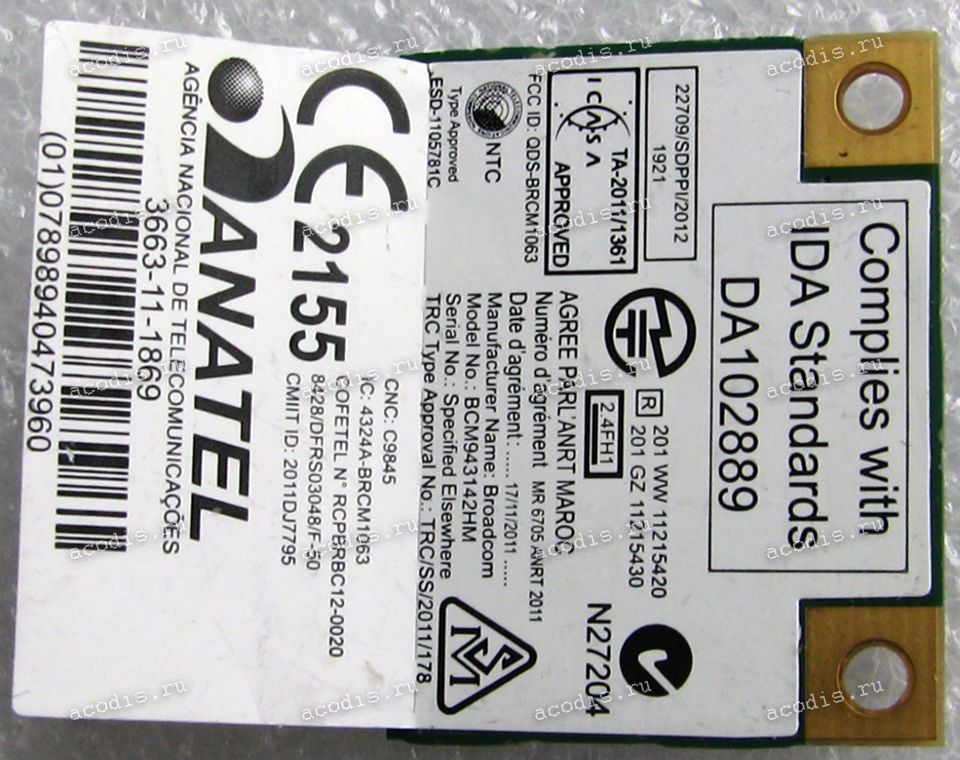 Complies with
IDA Standards
DA102889
22709/SDPPI/2012
1921
ICASA
TA-2011/1361
APPROVED
FCC ID: QDS-BRCM1063
NTC
Type Approved
ESD-1105781C
R 201 WW 11215420
201 GZ 11215430
2.4FH1
N27204
AGREE PAR L'ANRT MAROC
Numéro d'agrément MR 6705 ANRT 2011
Date d'agrément: ..... 17/11/2011 .....
Manufacturer Name: Broadcom
Model No.: BCM943142HM
Serial No.: Specified Elsewhere
TRC Type Approval No.: TRC/SS/2011/178
CE2155
CNC: C9845
IC: 4324A-BRCM1063
COFETEL N° RCPBRBC12-0020
8428/DFRS03048/F-50
CMIIT ID: 2011DJ7795
ANATEL
AGÊNCIA NACIONAL DE TELECOMUNICAÇÕES
3663-11-1869
(01)07898940473960
acodis.ru